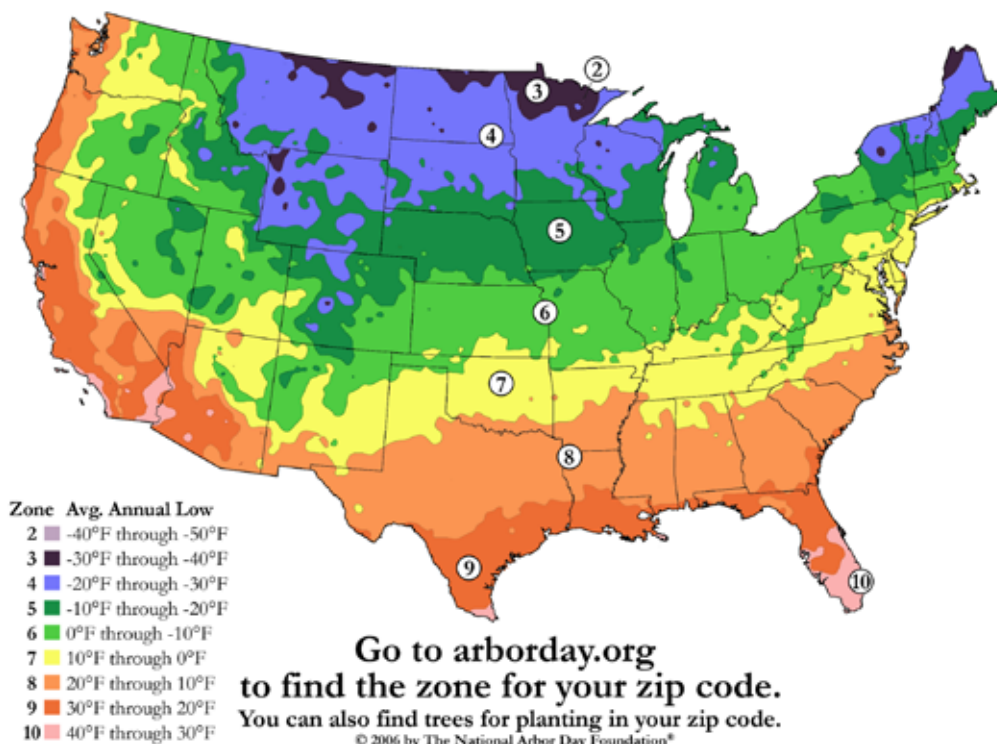 2
3
4
5
6
7
8
9
10
Zone Avg. Annual Low
2 -40°F through -50°F
3 -30°F through -40°F
4 -20°F through -30°F
5 -10°F through -20°F
6 0°F through -10°F
7 10°F through 0°F
8 20°F through 10°F
9 30°F through 20°F
10 40°F through 30°F
Go to arborday.org
to find the zone for your zip code.
You can also find trees for planting in your zip code.
© 2006 by The National Arbor Day Foundation®